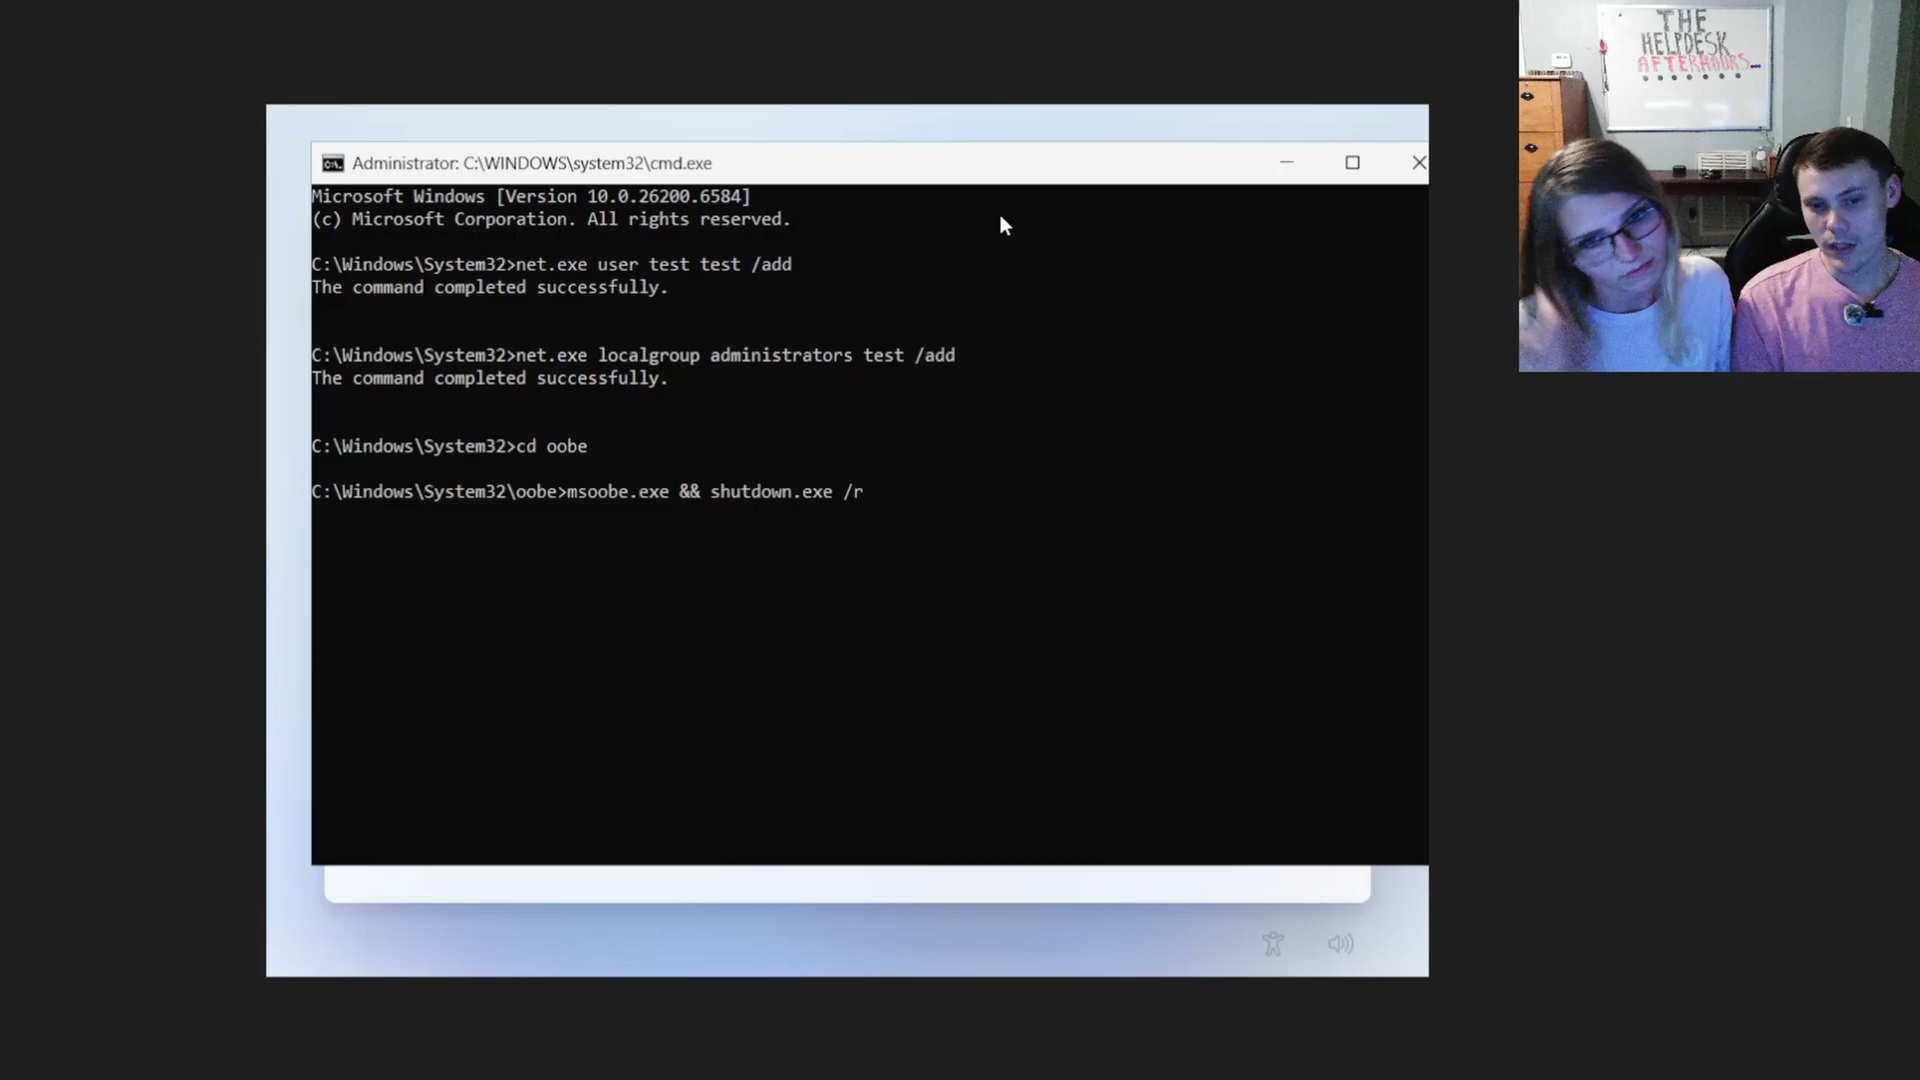 Administrator: C:\WINDOWS\system32\cmd.exe
Microsoft Windows [Version 10.0.26200.6584]
(c) Microsoft Corporation. All rights reserved.
C:\Windows\System32>net.exe user test test /add
The command completed successfully.
C:\Windows\System32>net.exe localgroup administrators test /add
The command completed successfully.
C:\Windows\System32>cd oobe
C:\Windows\System32\oobe>msoobe.exe && shutdown.exe /r
THE
HELPDESK
AFTERHOURS...